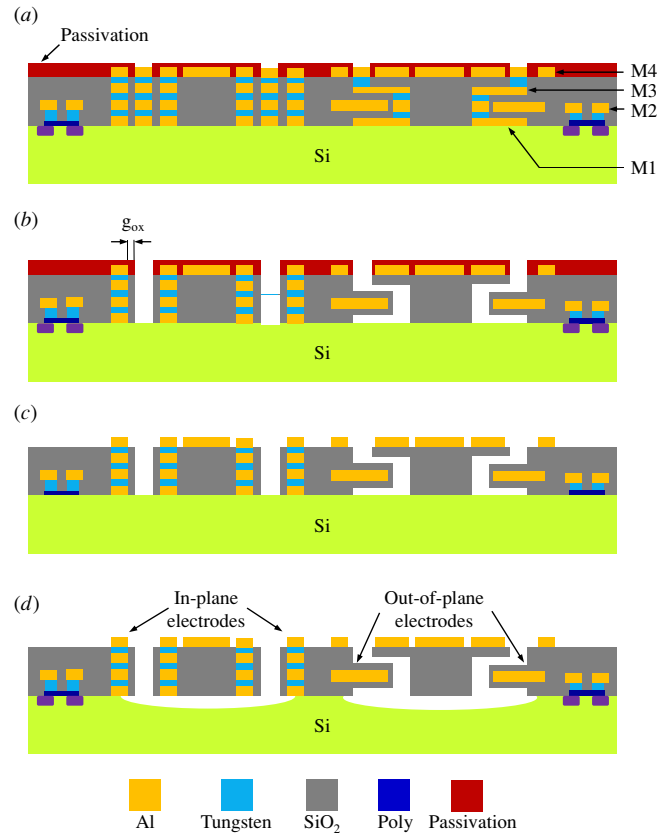 (a)
Passivation
M4
M3
M2
M1
Si
(b)
gox
Si
(c)
Si
(d)
In-plane
electrodes
Out-of-plane
electrodes
Si
Al
Tungsten
SiO2
Poly
Passivation